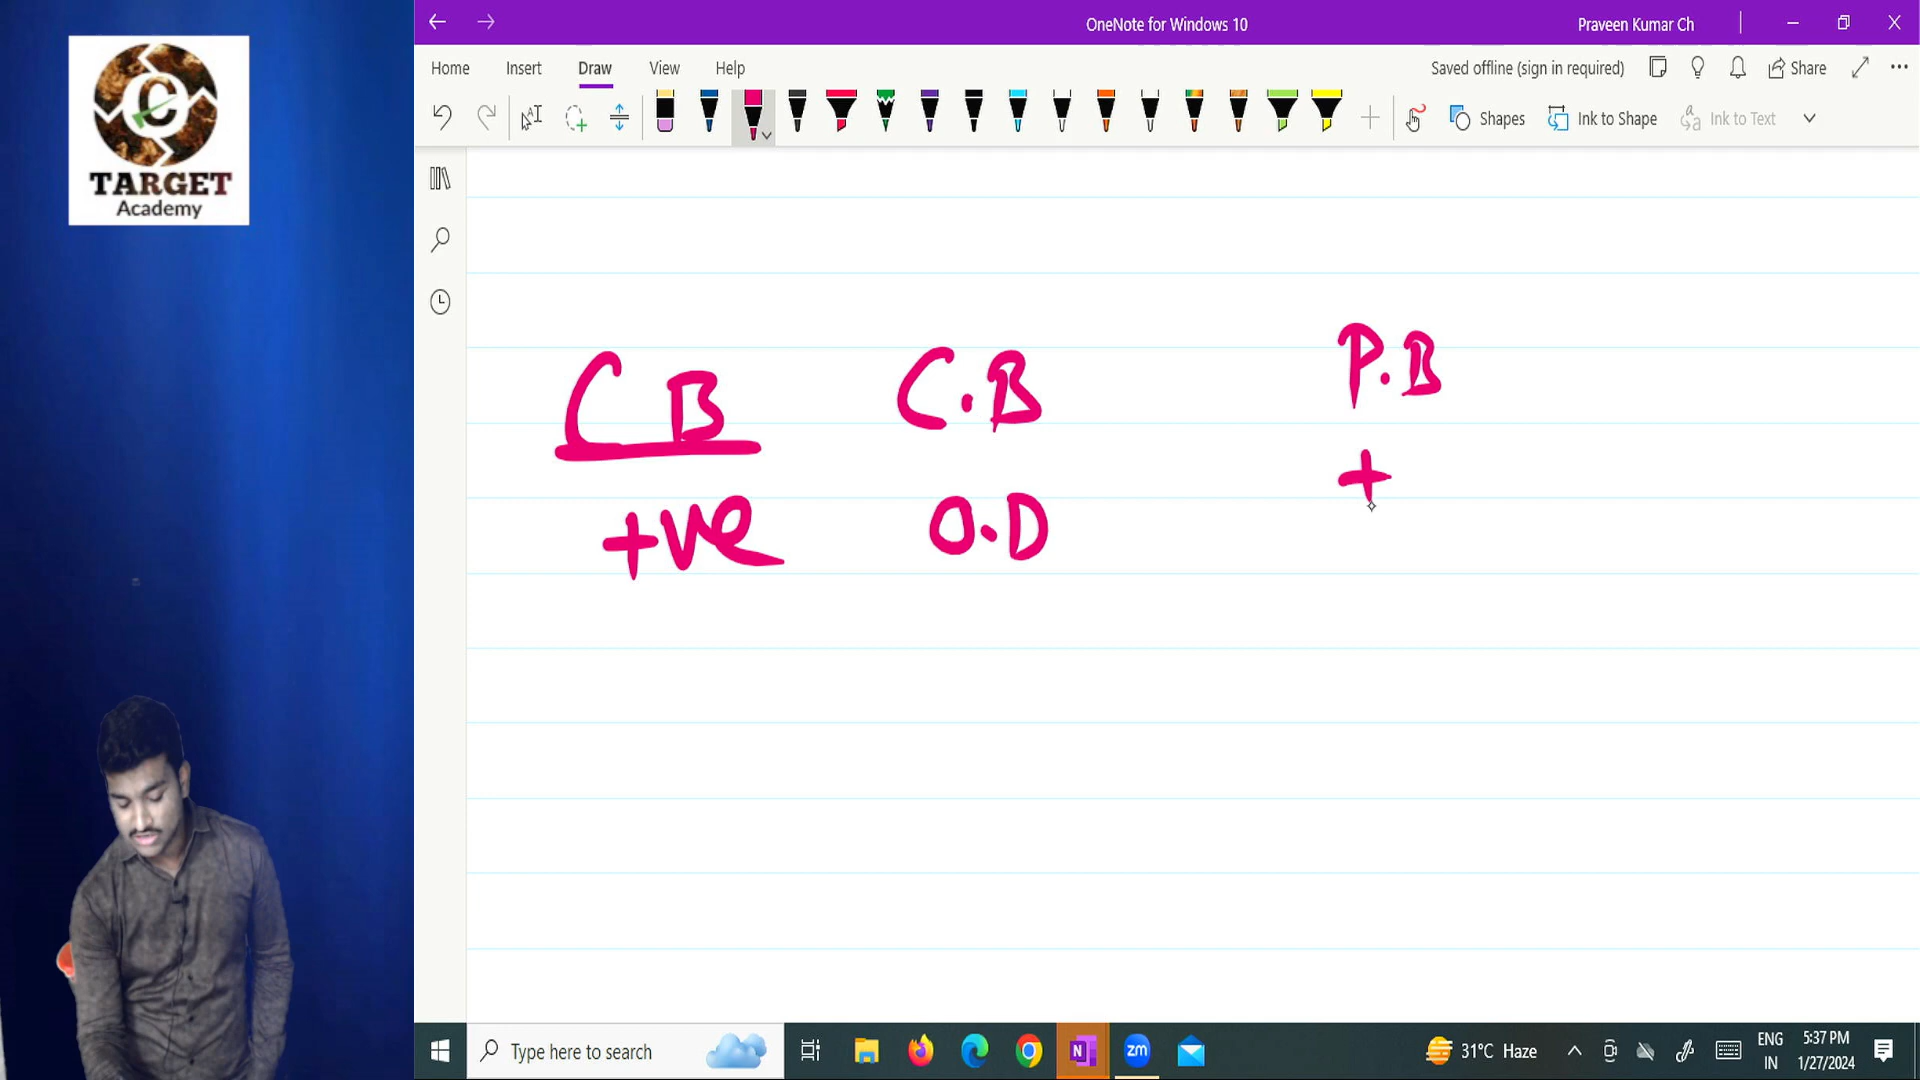 TARGET
Academy
OneNote for Windows 10
Praveen Kumar Ch
Home Insert Draw View Help
Saved offline (sign in required)
Share
Shapes
Ink to Shape
Ink to Text
C B
C.B
P.B
+ve
O.D
+
Type here to search
N
zm
31°C Haze
ENG
IN
5:37 PM
1/27/2024